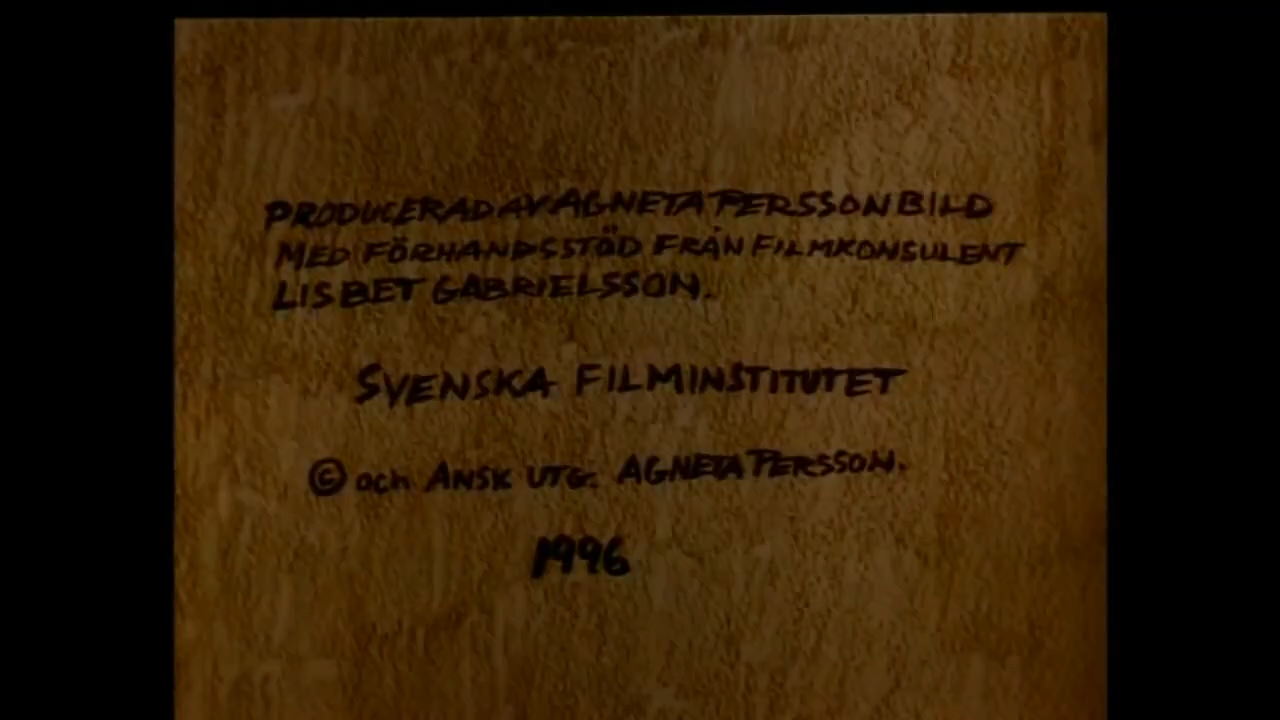 PRODUCERAD AV AGNETA PERSSON BILD
MED FÖRHANDSSTÖD FRÅN FILMKONSULENT
LISBET GABRIELSSON.
SVENSKA FILMINSTITUTET
© och ANSK UTG. AGNETA PERSSON.
1996